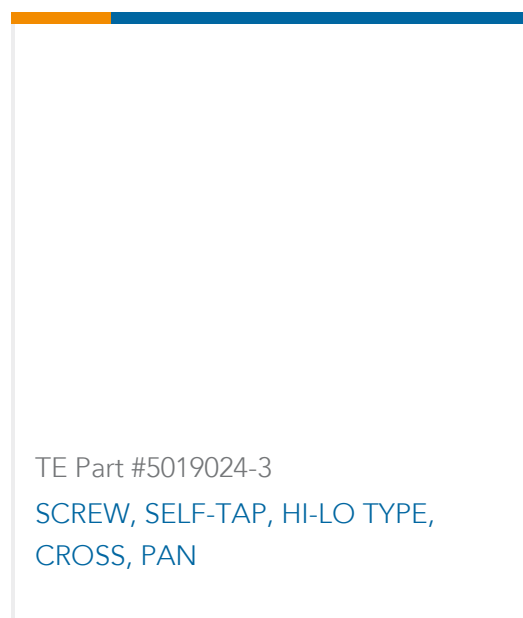 TE Part #5019024-3
SCREW, SELF-TAP, HI-LO TYPE,
CROSS, PAN